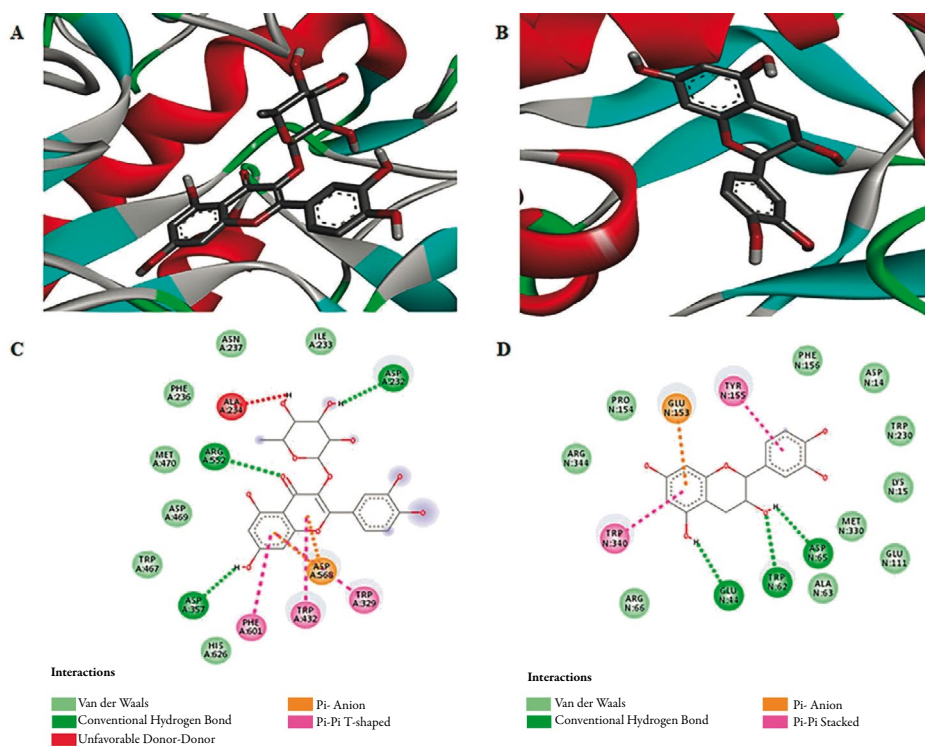 A
B
C
ASN
A:237
ILE
A:233
PHE
A:236
ALA
A:234
H
H
ASP
A:232
ARG
A:552
MET
A:470
ASP
A:469
TRP
A:467
H
ASP
A:357
ASP
A:568
TRP
A:329
TRP
A:432
PHE
A:601
HIS
A:626
Interactions
Van der Waals
Conventional Hydrogen Bond
Unfavorable Donor-Donor
Pi- Anion
Pi-Pi T-shaped
D
PHE
N:156
ASP
N:14
TYR
N:155
GLU
N:153
PRO
N:154
TRP
N:230
ARG
N:344
LYS
N:15
TRP
N:340
H
H
MET
N:330
ASP
N:65
GLU
N:111
TRP
N:62
ALA
N:63
GLU
N:44
ARG
N:66
Interactions
Van der Waals
Conventional Hydrogen Bond
Pi- Anion
Pi-Pi Stacked